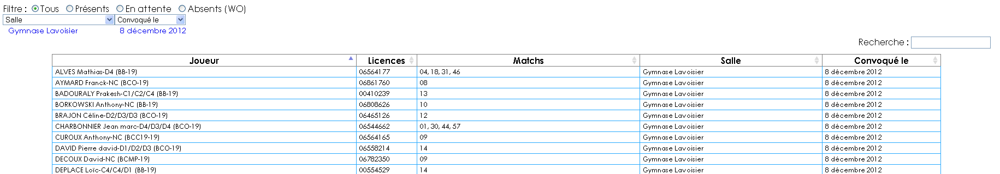 Filtre : Tous Présents En attente Absents (WO)
Salle Convoqué le
Gymnase Lavoisier 8 décembre 2012
Recherche :
Joueur Licences Matchs Salle Convoqué le
ALVES Mathias-D4 (BB-19) 06564177 04, 18, 31, 46 Gymnase Lavoisier 8 décembre 2012
AYMARD Franck-NC (BCO-19) 06861760 08 Gymnase Lavoisier 8 décembre 2012
BADOURALY Prakesh-C1/C2/C4 (BB-19) 00410239 13 Gymnase Lavoisier 8 décembre 2012
BORKOWSKI Anthony-NC (BB-19) 06808626 10 Gymnase Lavoisier 8 décembre 2012
BRAJON Céline-D2/D3/D3 (BCO-19) 06465126 12 Gymnase Lavoisier 8 décembre 2012
CHARBONNIER Jean marc-D4/D3/D4 (BCO-19) 06544662 01, 30, 44, 57 Gymnase Lavoisier 8 décembre 2012
CUROUX Anthony-NC (BCC19-19) 06564165 09 Gymnase Lavoisier 8 décembre 2012
DAVID Pierre david-D1/D2/D3 (BCO-19) 06558214 14 Gymnase Lavoisier 8 décembre 2012
DECOUX David-NC (BCMP-19) 06782350 09 Gymnase Lavoisier 8 décembre 2012
DEPLACE Loïc-C4/C4/D1 (BB-19) 00554529 14 Gymnase Lavoisier 8 décembre 2012